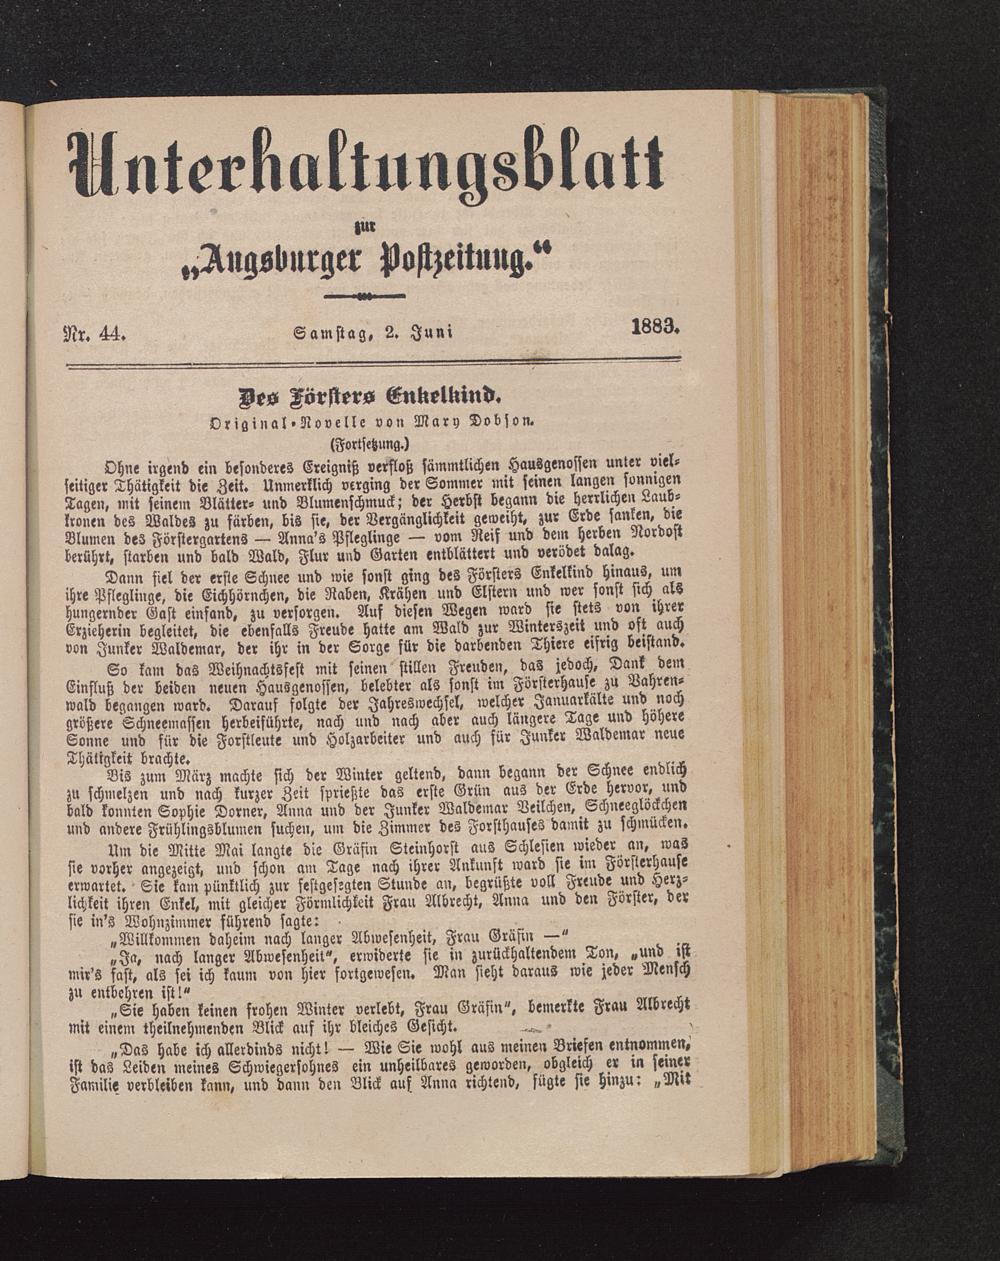 Unterhaltungsblatt
zur
„Augsburger Postzeitung.“
Nr. 44. Samstag, 2. Juni 1883.
Des Försters Enkelkind.
Original-Novelle von Mary Dobson.
(Fortsetzung.)
Ohne irgend ein besonderes Ereigniß verfloß sämmtlichen Hausgenossen unter viel-
seitiger Thätigkeit die Zeit. Unmerklich verging der Sommer mit seinen langen sonnigen
Tagen, mit seinem Blätter- und Blumenschmuck; der Herbst begann die herrlichen Laub-
kronen des Waldes zu färben, bis sie, der Vergänglichkeit geweiht, zur Erde sanken, die
Blumen des Förstergartens — Anna's Pfleglinge — vom Reif und dem herben Nordost
berührt, starben und bald Wald, Flur und Garten entblättert und verödet dalag.
Dann fiel der erste Schnee und wie sonst ging des Försters Enkelkind hinaus, um
ihre Pfleglinge, die Eichhörnchen, die Raben, Krähen und Elstern und wer sonst sich als
hungernder Gast einfand, zu versorgen. Auf diesen Wegen ward sie stets von ihrer
Erzieherin begleitet, die ebenfalls Freude hatte am Wald zur Winterszeit und oft auch
von Junker Waldemar, der ihr in der Sorge für die darbenden Thiere eifrig beistand.
So kam das Weihnachtsfest mit seinen stillen Freuden, das jedoch, Dank dem
Einfluß der beiden neuen Hausgenossen, belebter als sonst im Försterhause zu Vahren-
wald begangen ward. Darauf folgte der Jahreswechsel, welcher Januarkälte und noch
größere Schneemassen herbeiführte, nach und nach aber auch längere Tage und höhere
Sonne und für die Forstleute und Holzarbeiter und auch für Junker Waldemar neue
Thätigkeit brachte.
Bis zum März machte sich der Winter geltend, dann begann der Schnee endlich
zu schmelzen und nach kurzer Zeit sprießte das erste Grün aus der Erde hervor, und
bald konnten Sophie Dorner, Anna und der Junker Waldemar Veilchen, Schneeglöckchen
und andere Frühlingsblumen suchen, um die Zimmer des Forsthauses damit zu schmücken.
Um die Mitte Mai langte die Gräfin Steinhorst aus Schlesien wieder an, was
sie vorher angezeigt, und schon am Tage nach ihrer Ankunft ward sie im Försterhause
erwartet. Sie kam pünktlich zur festgesetzten Stunde an, begrüßte voll Freude und Herz-
lichkeit ihren Enkel, mit gleicher Förmlichkeit Frau Albrecht, Anna und den Förster, der
sie in's Wohnzimmer führend sagte:
„Willkommen daheim nach langer Abwesenheit, Frau Gräfin —“
„Ja, nach langer Abwesenheit“, erwiderte sie in zurückhaltendem Ton, „und ist
mir's fast, als sei ich kaum von hier fortgewesen. Man sieht daraus wie jeder Mensch
zu entbehren ist!“
„Sie haben keinen frohen Winter verlebt, Frau Gräfin“, bemerkte Frau Albrecht
mit einem theilnehmenden Blick auf ihr bleiches Gesicht.
„Das habe ich allerdinds nicht! — Wie Sie wohl aus meinen Briefen entnommen,
ist das Leiden meines Schwiegersohnes ein unheilbares geworden, obgleich er in seiner
Familie verbleiben kann, und dann den Blick auf Anna richtend, fügte sie hinzu: „Mit